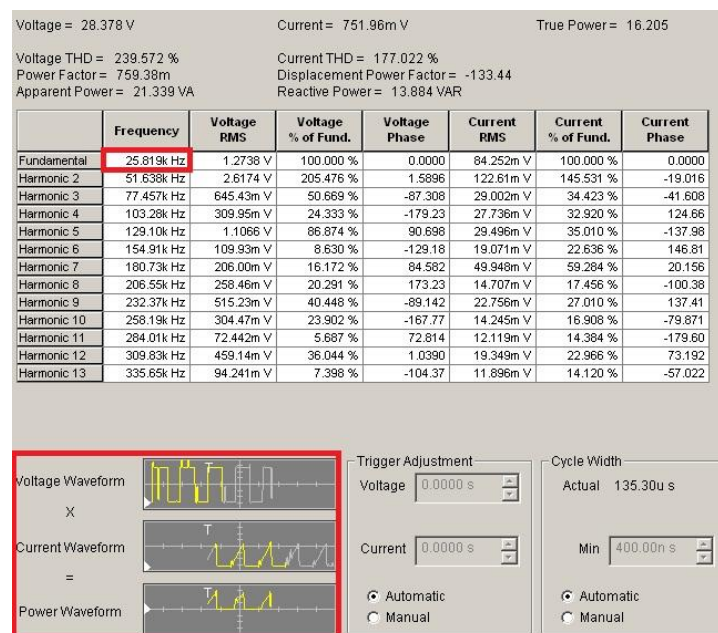 Voltage = 28.378 V Current = 751.96m V True Power = 16.205
Voltage THD = 239.572 % Current THD = 177.022 %
Power Factor = 759.38m Displacement Power Factor = -133.44
Apparent Power = 21.339 VA Reactive Power = 13.884 VAR
Frequency Voltage RMS Voltage % of Fund. Voltage Phase Current RMS Current % of Fund. Current Phase
Fundamental 25.819k Hz 1.2738 V 100.000 % 0.0000 84.252m V 100.000 % 0.0000
Harmonic 2 51.638k Hz 2.6174 V 205.476 % 1.5896 122.61m V 145.531 % -19.016
Harmonic 3 77.457k Hz 645.43m V 50.669 % -87.308 29.002m V 34.423 % -41.608
Harmonic 4 103.28k Hz 309.95m V 24.333 % -179.23 27.736m V 32.920 % 124.66
Harmonic 5 129.10k Hz 1.1066 V 86.874 % 90.698 29.496m V 35.010 % -137.98
Harmonic 6 154.91k Hz 109.93m V 8.630 % -129.18 19.071m V 22.636 % 146.81
Harmonic 7 180.73k Hz 206.00m V 16.172 % 84.582 49.948m V 59.284 % 20.156
Harmonic 8 206.55k Hz 258.46m V 20.291 % 173.23 14.707m V 17.456 % -100.38
Harmonic 9 232.37k Hz 515.23m V 40.448 % -89.142 22.756m V 27.010 % 137.41
Harmonic 10 258.19k Hz 304.47m V 23.902 % -167.77 14.245m V 16.908 % -79.871
Harmonic 11 284.01k Hz 72.442m V 5.687 % 72.814 12.119m V 14.384 % -179.60
Harmonic 12 309.83k Hz 459.14m V 36.044 % 1.0390 19.349m V 22.966 % 73.192
Harmonic 13 335.65k Hz 94.241m V 7.398 % -104.37 11.896m V 14.120 % -57.022
Voltage Waveform
T
X
Current Waveform
T
=
Power Waveform
T
Trigger Adjustment
Voltage 0.0000 s
Current 0.0000 s
Automatic
Manual
Cycle Width
Actual 135.30u s
Min 400.00n s
Automatic
Manual